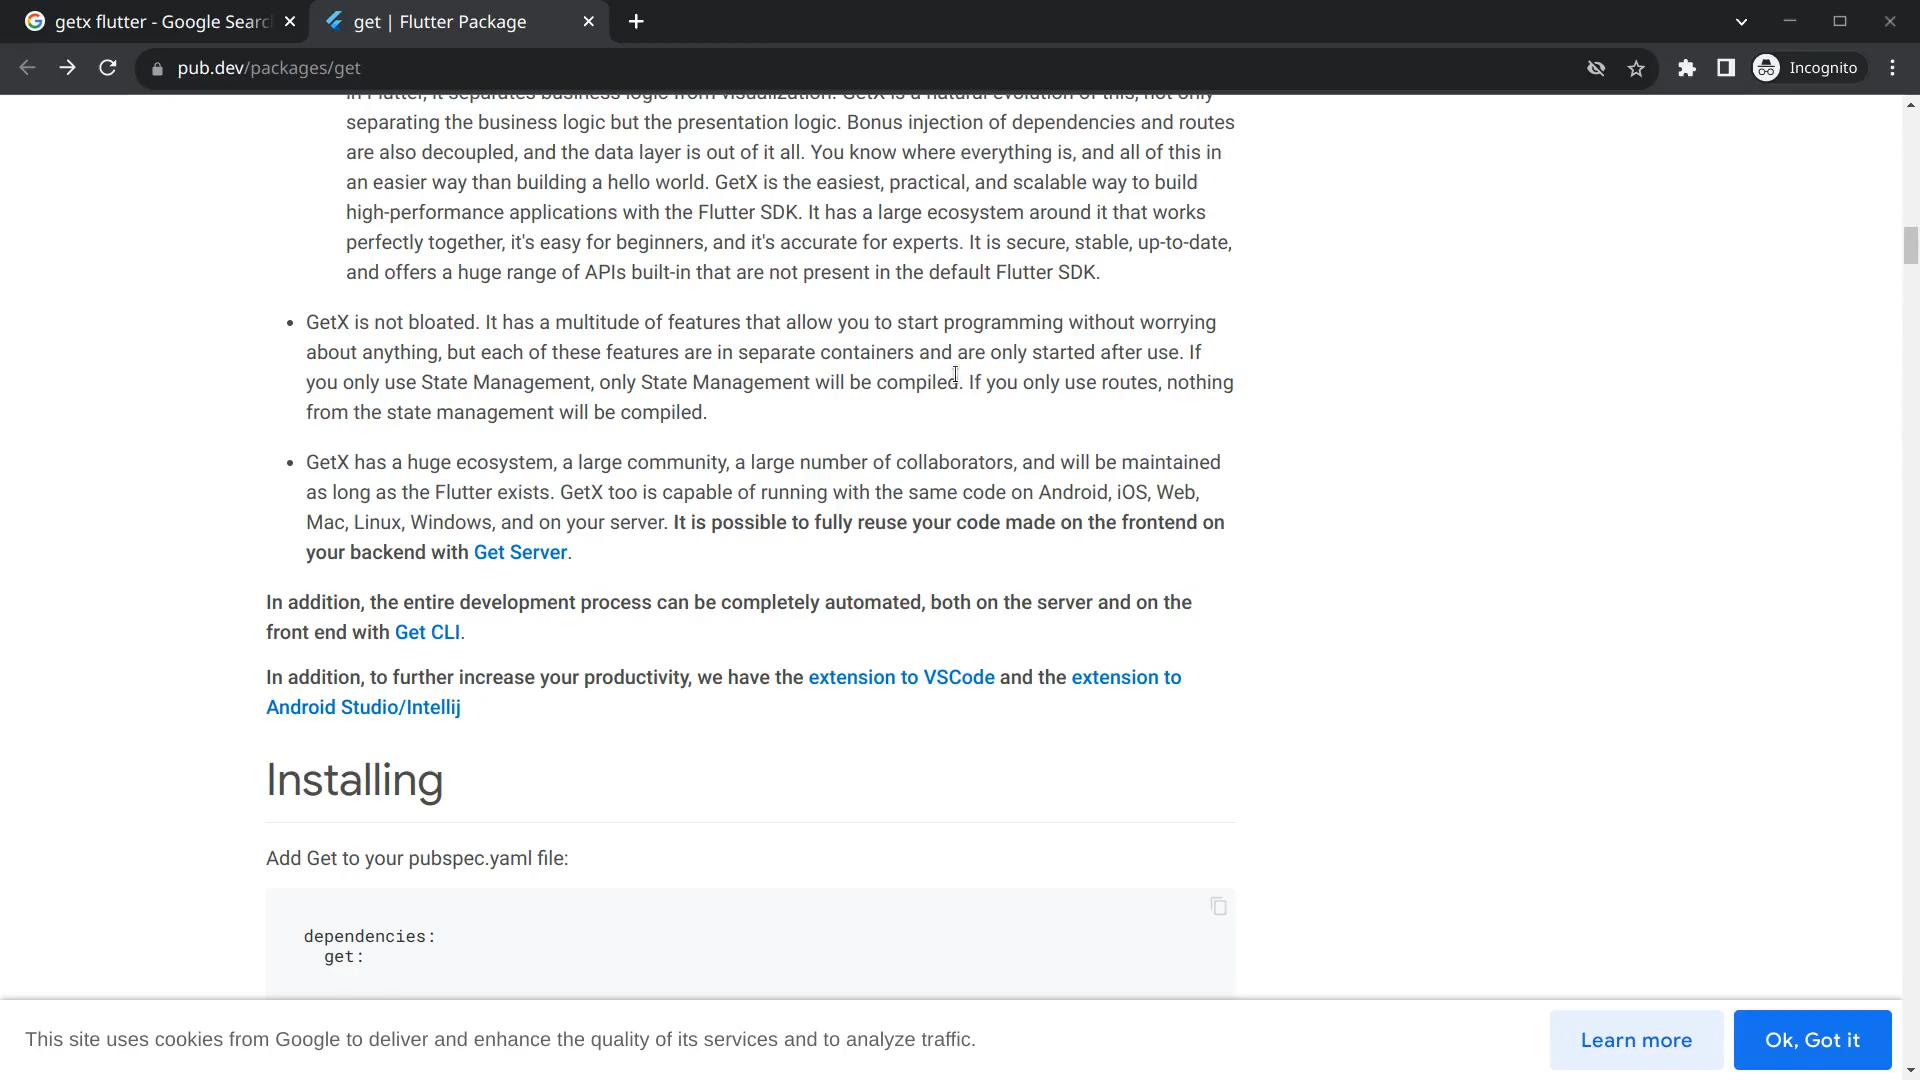 getx flutter - Google Searc
get | Flutter Package
pub.dev/packages/get
Incognito
in Flutter, it separates business logic from visualization. GetX is a natural evolution of this, not only
separating the business logic but the presentation logic. Bonus injection of dependencies and routes
are also decoupled, and the data layer is out of it all. You know where everything is, and all of this in
an easier way than building a hello world. GetX is the easiest, practical, and scalable way to build
high-performance applications with the Flutter SDK. It has a large ecosystem around it that works
perfectly together, it's easy for beginners, and it's accurate for experts. It is secure, stable, up-to-date,
and offers a huge range of APIs built-in that are not present in the default Flutter SDK.
• GetX is not bloated. It has a multitude of features that allow you to start programming without worrying
about anything, but each of these features are in separate containers and are only started after use. If
you only use State Management, only State Management will be compiled. If you only use routes, nothing
from the state management will be compiled.
• GetX has a huge ecosystem, a large community, a large number of collaborators, and will be maintained
as long as the Flutter exists. GetX too is capable of running with the same code on Android, iOS, Web,
Mac, Linux, Windows, and on your server. It is possible to fully reuse your code made on the frontend on
your backend with Get Server.
In addition, the entire development process can be completely automated, both on the server and on the
front end with Get CLI.
In addition, to further increase your productivity, we have the extension to VSCode and the extension to
Android Studio/Intellij
Installing
Add Get to your pubspec.yaml file:
dependencies:
get:
This site uses cookies from Google to deliver and enhance the quality of its services and to analyze traffic.
Learn more
Ok, Got it